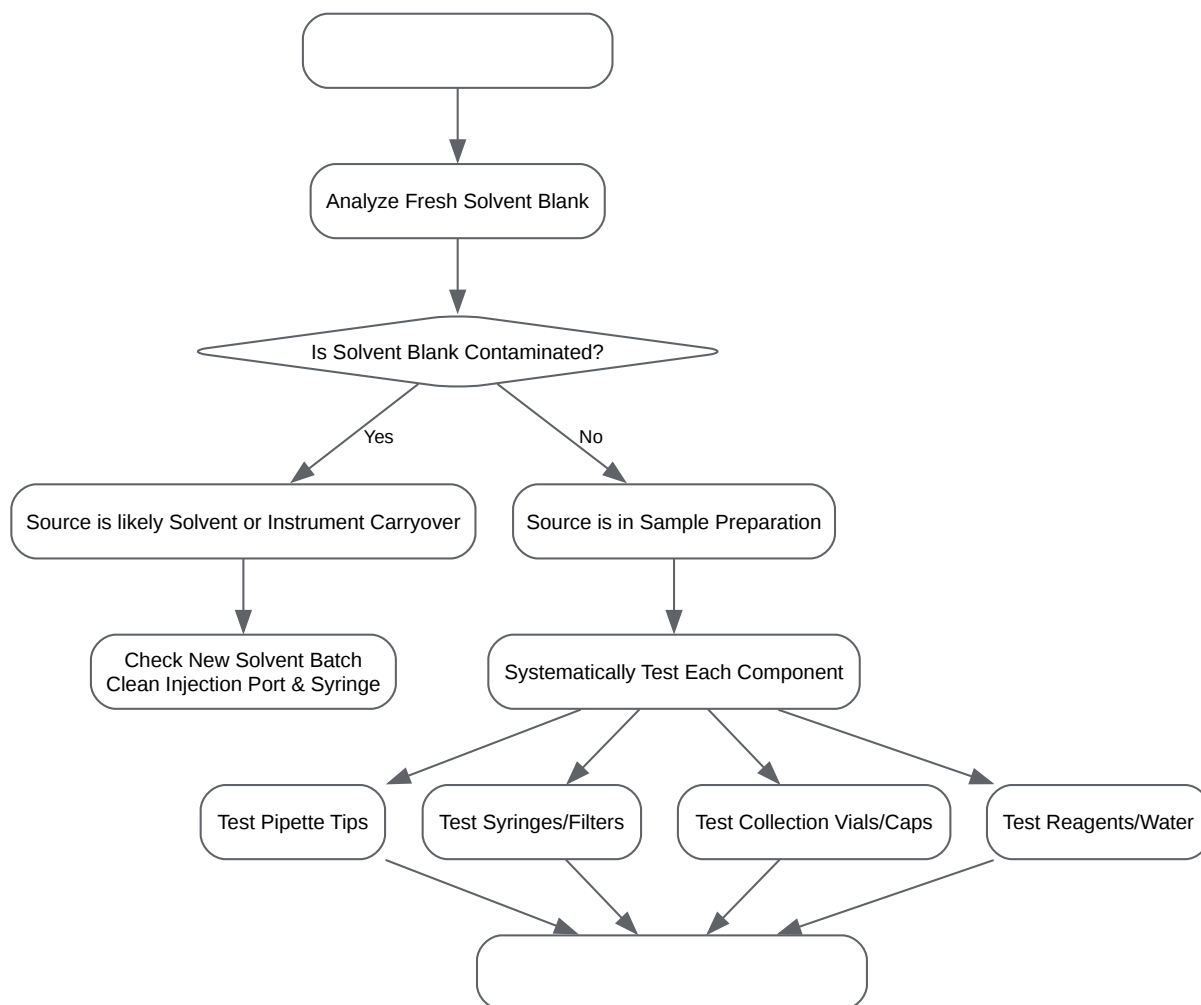 Analyze Fresh Solvent Blank
Is Solvent Blank Contaminated?
Yes
No
Source is likely Solvent or Instrument Carryover
Source is in Sample Preparation
Check New Solvent Batch
Clean Injection Port & Syringe
Systematically Test Each Component
Test Pipette Tips
Test Syringes/Filters
Test Collection Vials/Caps
Test Reagents/Water